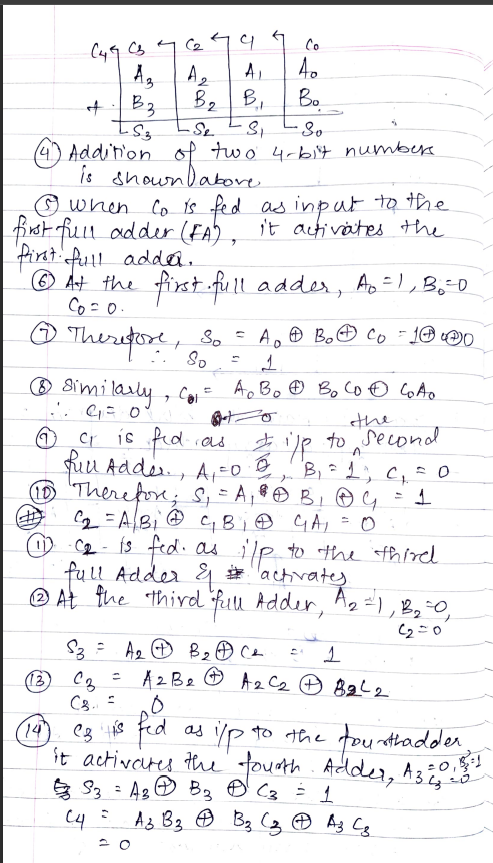 C4 C3 C2 C1 C0
A3 A2 A1 A0
+ B3 B2 B1 B0
S3 S2 S1 S0
④ Addition of two 4-bit numbers
is shown above
⑤ When C0 is fed as input to the
first full adder (FA), it activates the
first full adder.
⑥ At the first full adder, A0 = 1, B0 = 0
C0 = 0.
⑦ Therefore, S0 = A0 ⊕ B0 ⊕ C0 = 1 ⊕ 0 ⊕ 0
∴ S0 = 1
⑧ Similarly, C1 = A0B0 ⊕ B0C0 ⊕ C0A0
∴ C1 = 0
⑨ C1 is fed as i/p to the second
full Adder., A1 = 0, B1 = 1, C1 = 0
⑩ Therefore, S1 = A1 ⊕ B1 ⊕ C1 = 1
C2 = A1B1 ⊕ C1B1 ⊕ C1A1 = 0
⑪ C2 is fed as i/p to the third
full Adder & activates
⑫ At the third full Adder, A2 = 1, B2 = 0,
C2 = 0
S3 = A2 ⊕ B2 ⊕ C2 = 1
⑬ C3 = A2B2 ⊕ A2C2 ⊕ B2C2
C3 = 0
⑭ C3 is fed as i/p to the fourth adder
it activates the fouth Adder, A3 = 0, B3 = 1
C3 = 0
S3 = A3 ⊕ B3 ⊕ C3 = 1
C4 = A3B3 ⊕ B3C3 ⊕ A3C3
= 0